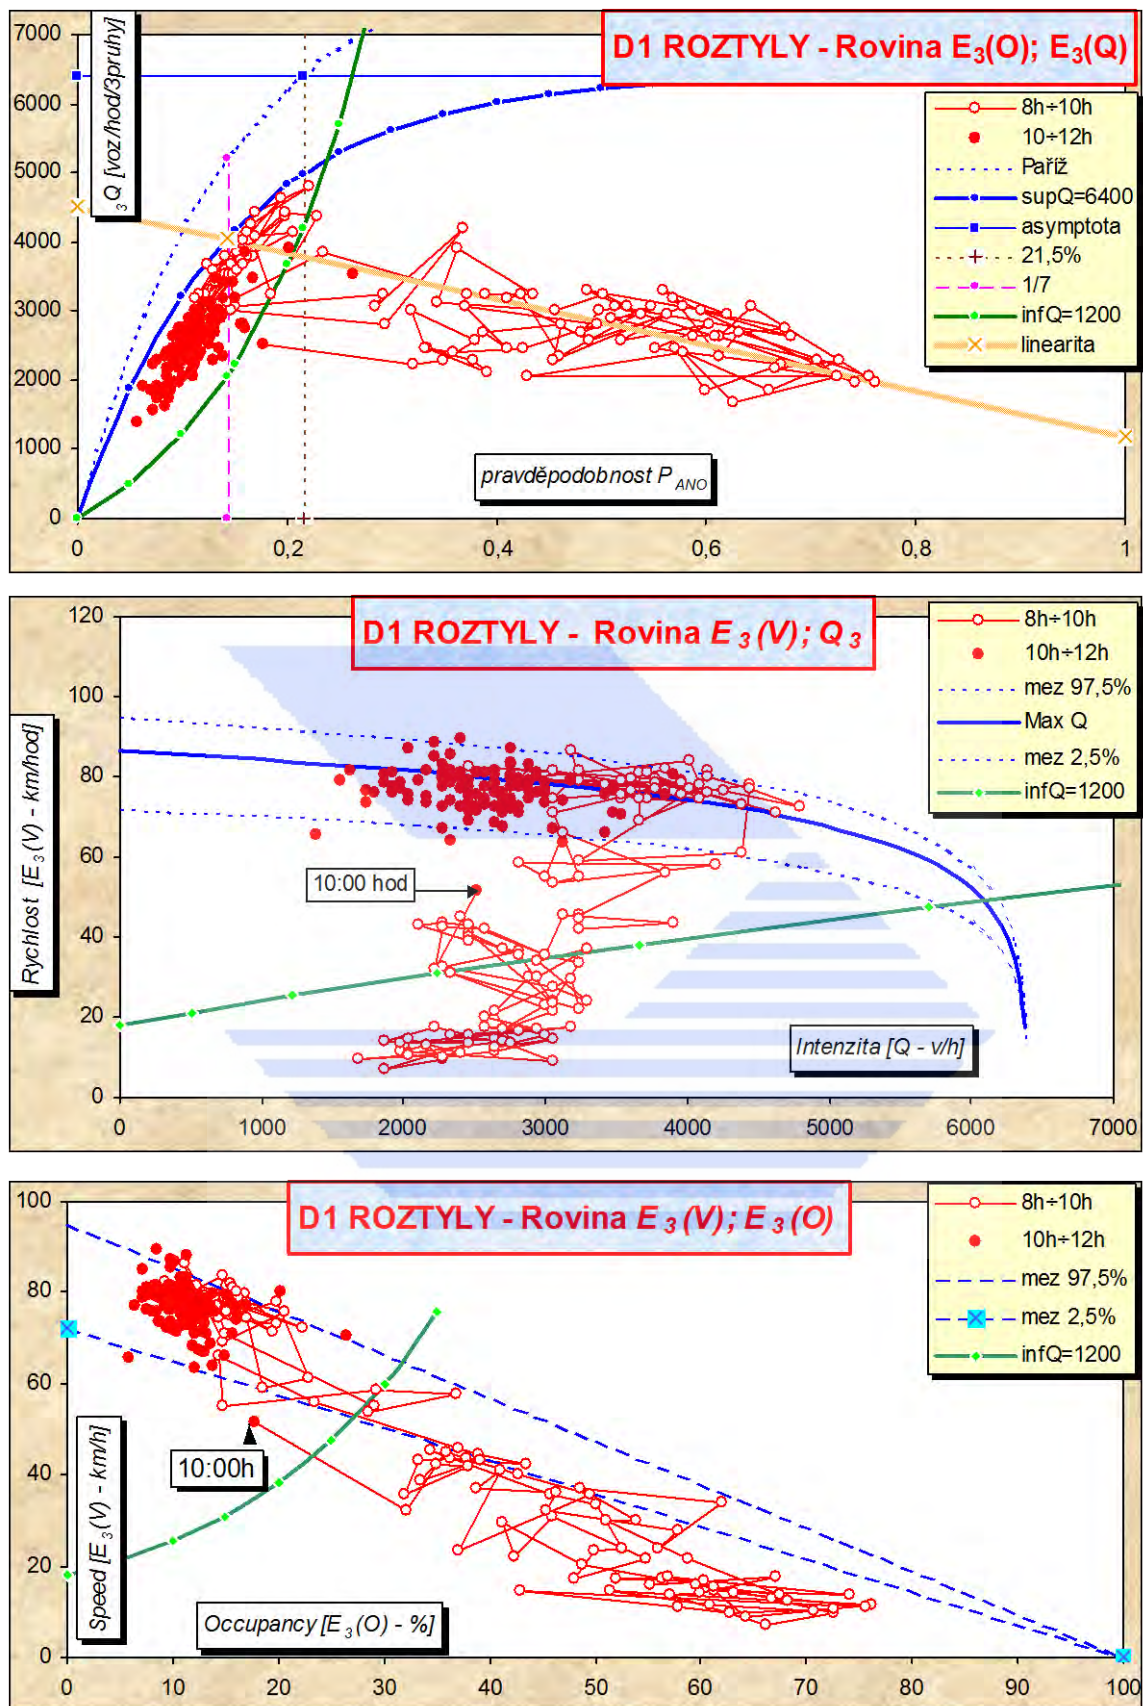 D1 ROZTYLY - Rovina E3(O); E3(Q)
3Q [voz/hod/3pruhy]
7000
6000
5000
4000
3000
2000
1000
0
0
0,2
0,4
0,6
0,8
1
pravděpodobnost P ANO
8h÷10h
10÷12h
Paříž
supQ=6400
asymptota
21,5%
1/7
infQ=1200
linearita
D1 ROZTYLY - Rovina E3(V); Q3
Rychlost [E3(V) - km/hod]
120
100
80
60
40
20
0
0
1000
2000
3000
4000
5000
6000
7000
10:00 hod
Intenzita [Q - v/h]
8h÷10h
10h÷12h
mez 97,5%
Max Q
mez 2,5%
infQ=1200
D1 ROZTYLY - Rovina E3(V); E3(O)
Speed [E3(V) - km/h]
100
80
60
40
20
0
0
10
20
30
40
50
60
70
80
90
100
10:00h
Occupancy [E3(O) - %]
8h÷10h
10h÷12h
mez 97,5%
mez 2,5%
infQ=1200